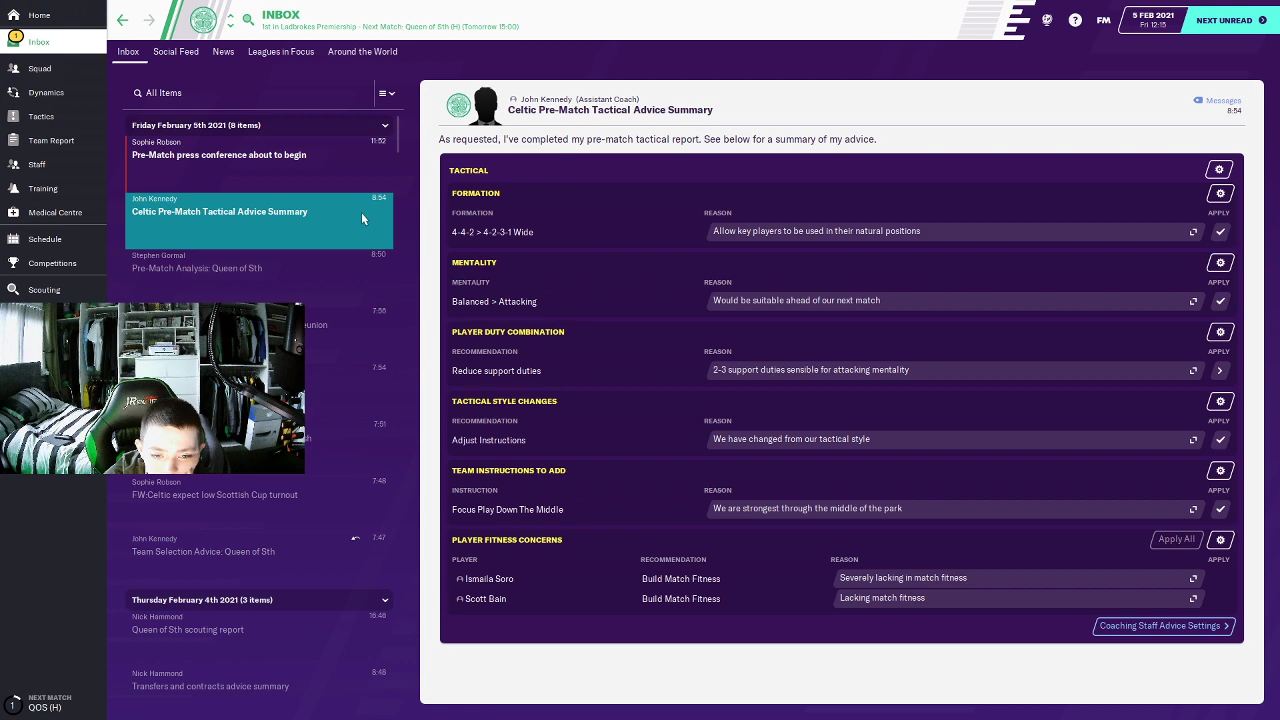 Home
INBOX
1st in Ladbrokes Premiership - Next Match: Queen of Sth (H) (Tomorrow 15:00)
?
FM
5 FEB 2021
Fri 12:15
NEXT UNREAD
1
Inbox
Squad
Dynamics
Tactics
Team Report
Staff
Training
Medical Centre
Schedule
Competitions
Scouting
Inbox
Social Feed
News
Leagues in Focus
Around the World
All Items
Friday February 5th 2021 (8 items)
Sophie Robson
11:52
Pre-Match press conference about to begin
John Kennedy
8:54
Celtic Pre-Match Tactical Advice Summary
Stephen Gormal
8:50
Pre-Match Analysis: Queen of Sth
7:56
eunion
7:54
7:51
Sophie Robson
7:48
FW:Celtic expect low Scottish Cup turnout
John Kennedy
7:47
Team Selection Advice: Queen of Sth
Thursday February 4th 2021 (3 items)
Nick Hammond
16:48
Queen of Sth scouting report
Nick Hammond
8:48
Transfers and contracts advice summary
1
NEXT MATCH
QOS (H)
John Kennedy (Assistant Coach)
Celtic Pre-Match Tactical Advice Summary
Messages
8:54
As requested, I've completed my pre-match tactical report. See below for a summary of my advice.
TACTICAL
FORMATION
FORMATION REASON APPLY
4-4-2 > 4-2-3-1 Wide Allow key players to be used in their natural positions
MENTALITY
MENTALITY REASON APPLY
Balanced > Attacking Would be suitable ahead of our next match
PLAYER DUTY COMBINATION
RECOMMENDATION REASON APPLY
Reduce support duties 2-3 support duties sensible for attacking mentality
TACTICAL STYLE CHANGES
RECOMMENDATION REASON APPLY
Adjust Instructions We have changed from our tactical style
TEAM INSTRUCTIONS TO ADD
INSTRUCTION REASON APPLY
Focus Play Down The Middle We are strongest through the middle of the park
PLAYER FITNESS CONCERNS Apply All
PLAYER RECOMMENDATION REASON APPLY
Ismaila Soro Build Match Fitness Severely lacking in match fitness
Scott Bain Build Match Fitness Lacking match fitness
Coaching Staff Advice Settings >